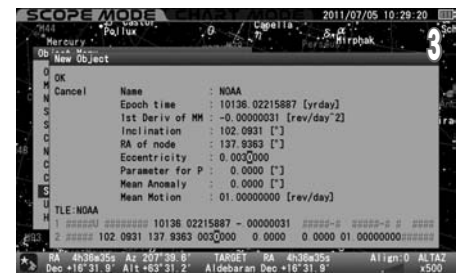 SCOPE MODE 2011/07/05 10:29:20
M44 Castor Capella
Pollux θ η Mirphak
Mercury
New Object
3
OK
Cancel Name : NOAA
Epoch time : 10136.02215887 [yrday]
1st Deriv of MM : -0.00000031 [rev/day^2]
Inclination : 102.0931 [°]
RA of node : 137.9363 [°]
Eccentricity : 0.0030000
Parameter for P : 0.0000 [°]
Mean Anomaly : 0.0000 [°]
Mean Motion : 01.00000000 [rev/day]
TLE:NOAA
1 #####U ######## 10136.02215887 -.00000031 #####-# #####-# # ####
2 ##### 102.0931 137.9363 0030000 0.0000 0.0000 01.00000000######
RA 4h36m35s Az 207°39.6' TARGET RA 4h36m35s Align:0 ALTAZ
Dec +16°31.9' Alt +63°31.2' Aldebaran Dec +16°31.9' x500